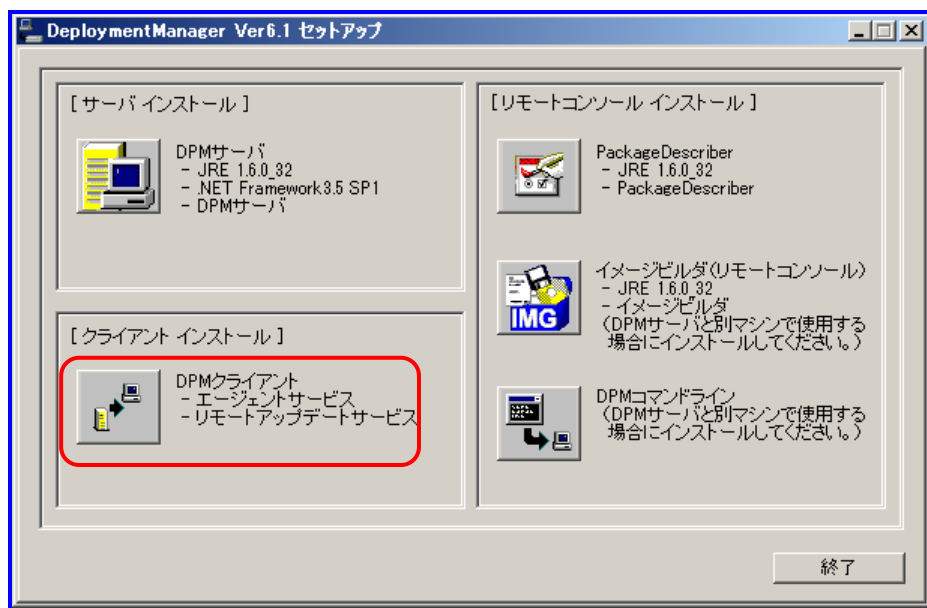 DeploymentManager Ver6.1 セットアップ
[ サーバ インストール ]
DPMサーバ
- JRE 1.6.0_32
- .NET Framework3.5 SP1
- DPMサーバ
[ クライアント インストール ]
DPMクライアント
- エージェントサービス
- リモートアップデートサービス
[ リモートコンソール インストール ]
PackageDescriber
- JRE 1.6.0_32
- PackageDescriber
IMG
イメージビルダ(リモートコンソール)
- JRE 1.6.0_32
- イメージビルダ
(DPMサーバと別マシンで使用する
場合にインストールしてください。)
DPMコマンドライン
(DPMサーバと別マシンで使用する
場合にインストールしてください。)
終了